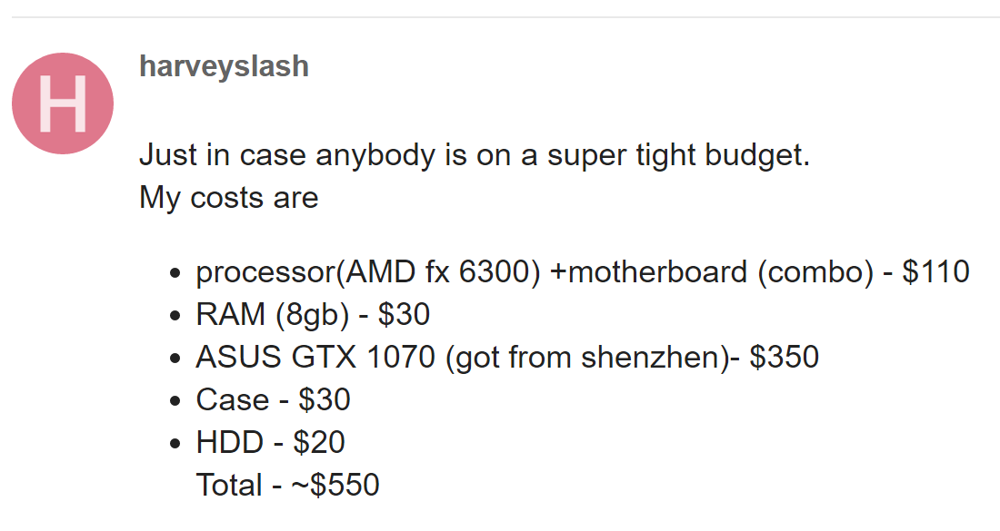 H
harveyslash
Just in case anybody is on a super tight budget.
My costs are
• processor(AMD fx 6300) +motherboard (combo) - $110
• RAM (8gb) - $30
• ASUS GTX 1070 (got from shenzhen)- $350
• Case - $30
• HDD - $20
Total - ~$550